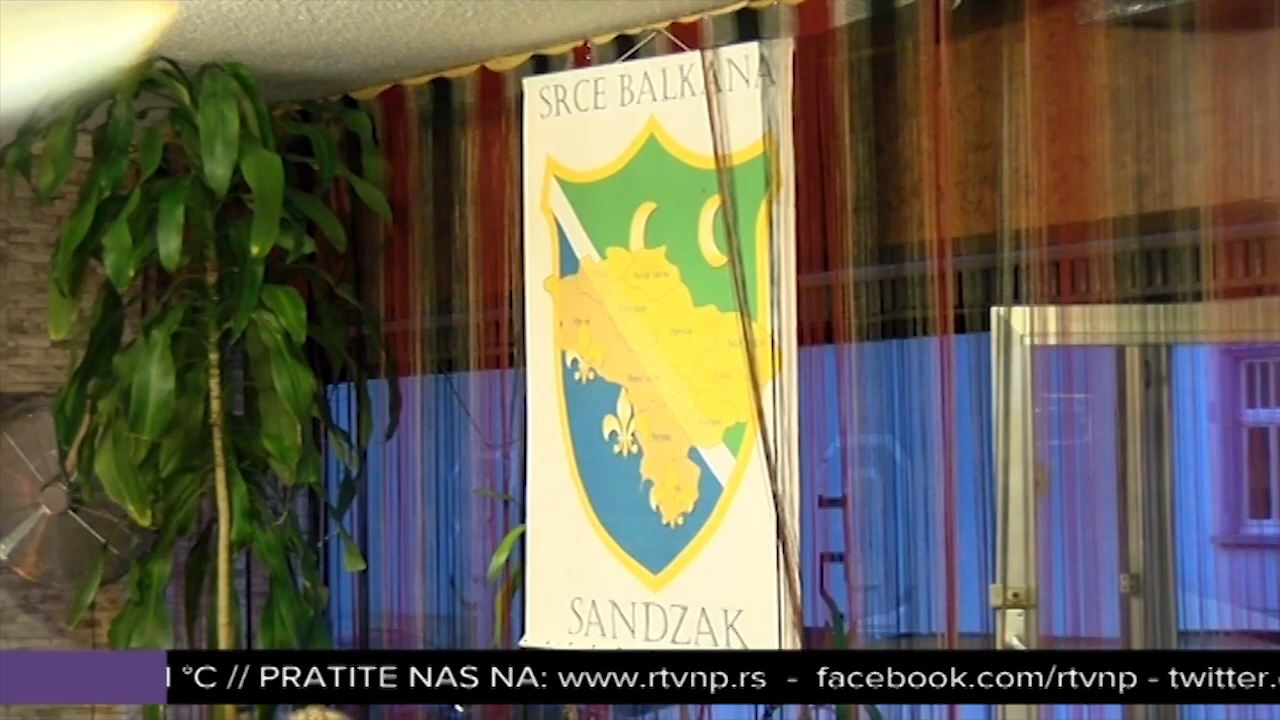 SRCE BALKANA
SANDZAK
°C // PRATITE NAS NA: www.rtvnp.rs - facebook.com/rtvnp - twitter.